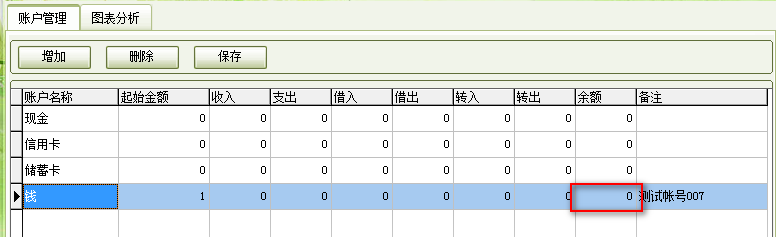 账户管理 图表分析
增加 删除 保存
账户名称 起始金额 收入 支出 借入 借出 转入 转出 余额 备注
现金 0 0 0 0 0 0 0 0
信用卡 0 0 0 0 0 0 0 0
储蓄卡 0 0 0 0 0 0 0 0
钱 1 0 0 0 0 0 0 0 测试帐号007